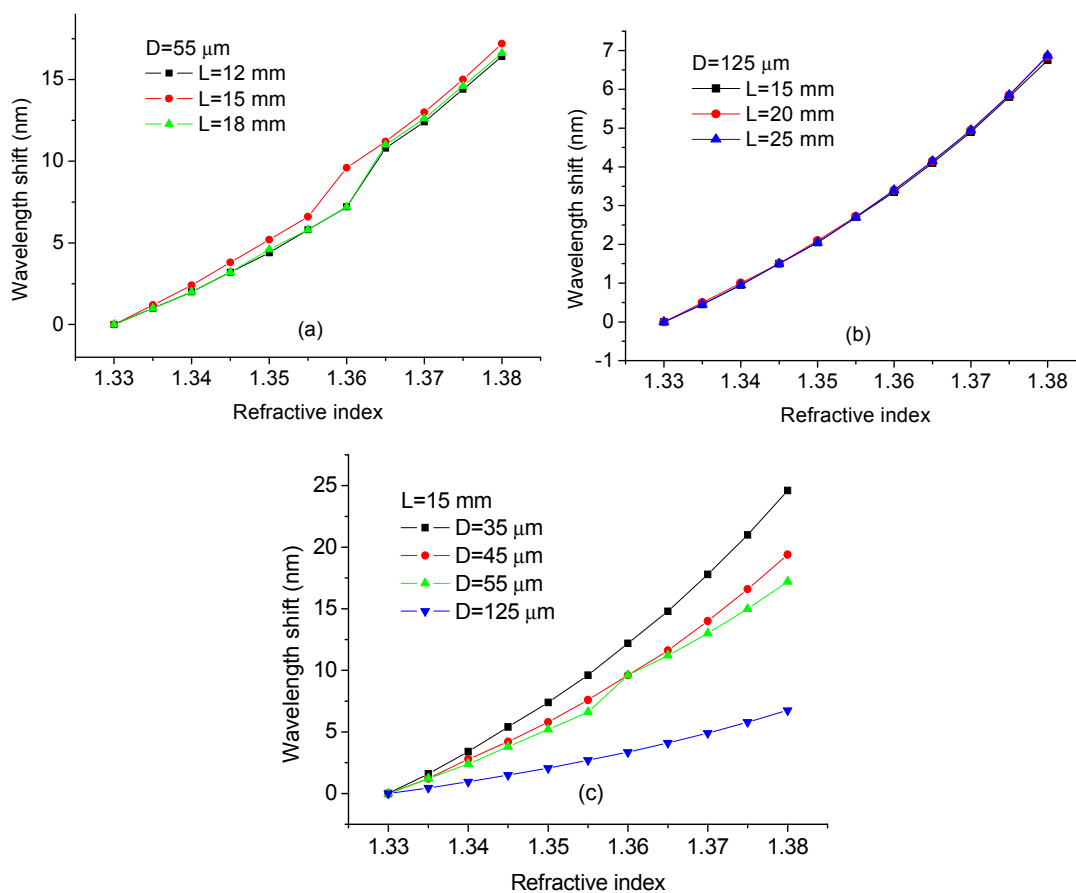 D=55 μm
L=12 mm
L=15 mm
L=18 mm
15
10
5
0
Wavelength shift (nm)
(a)
1.33 1.34 1.35 1.36 1.37 1.38
Refractive index
D=125 μm
L=15 mm
L=20 mm
L=25 mm
7
6
5
4
3
2
1
0
-1
Wavelength shift (nm)
(b)
1.33 1.34 1.35 1.36 1.37 1.38
Refractive index
L=15 mm
D=35 μm
D=45 μm
D=55 μm
D=125 μm
25
20
15
10
5
0
Wavelength shift (nm)
(c)
1.33 1.34 1.35 1.36 1.37 1.38
Refractive index